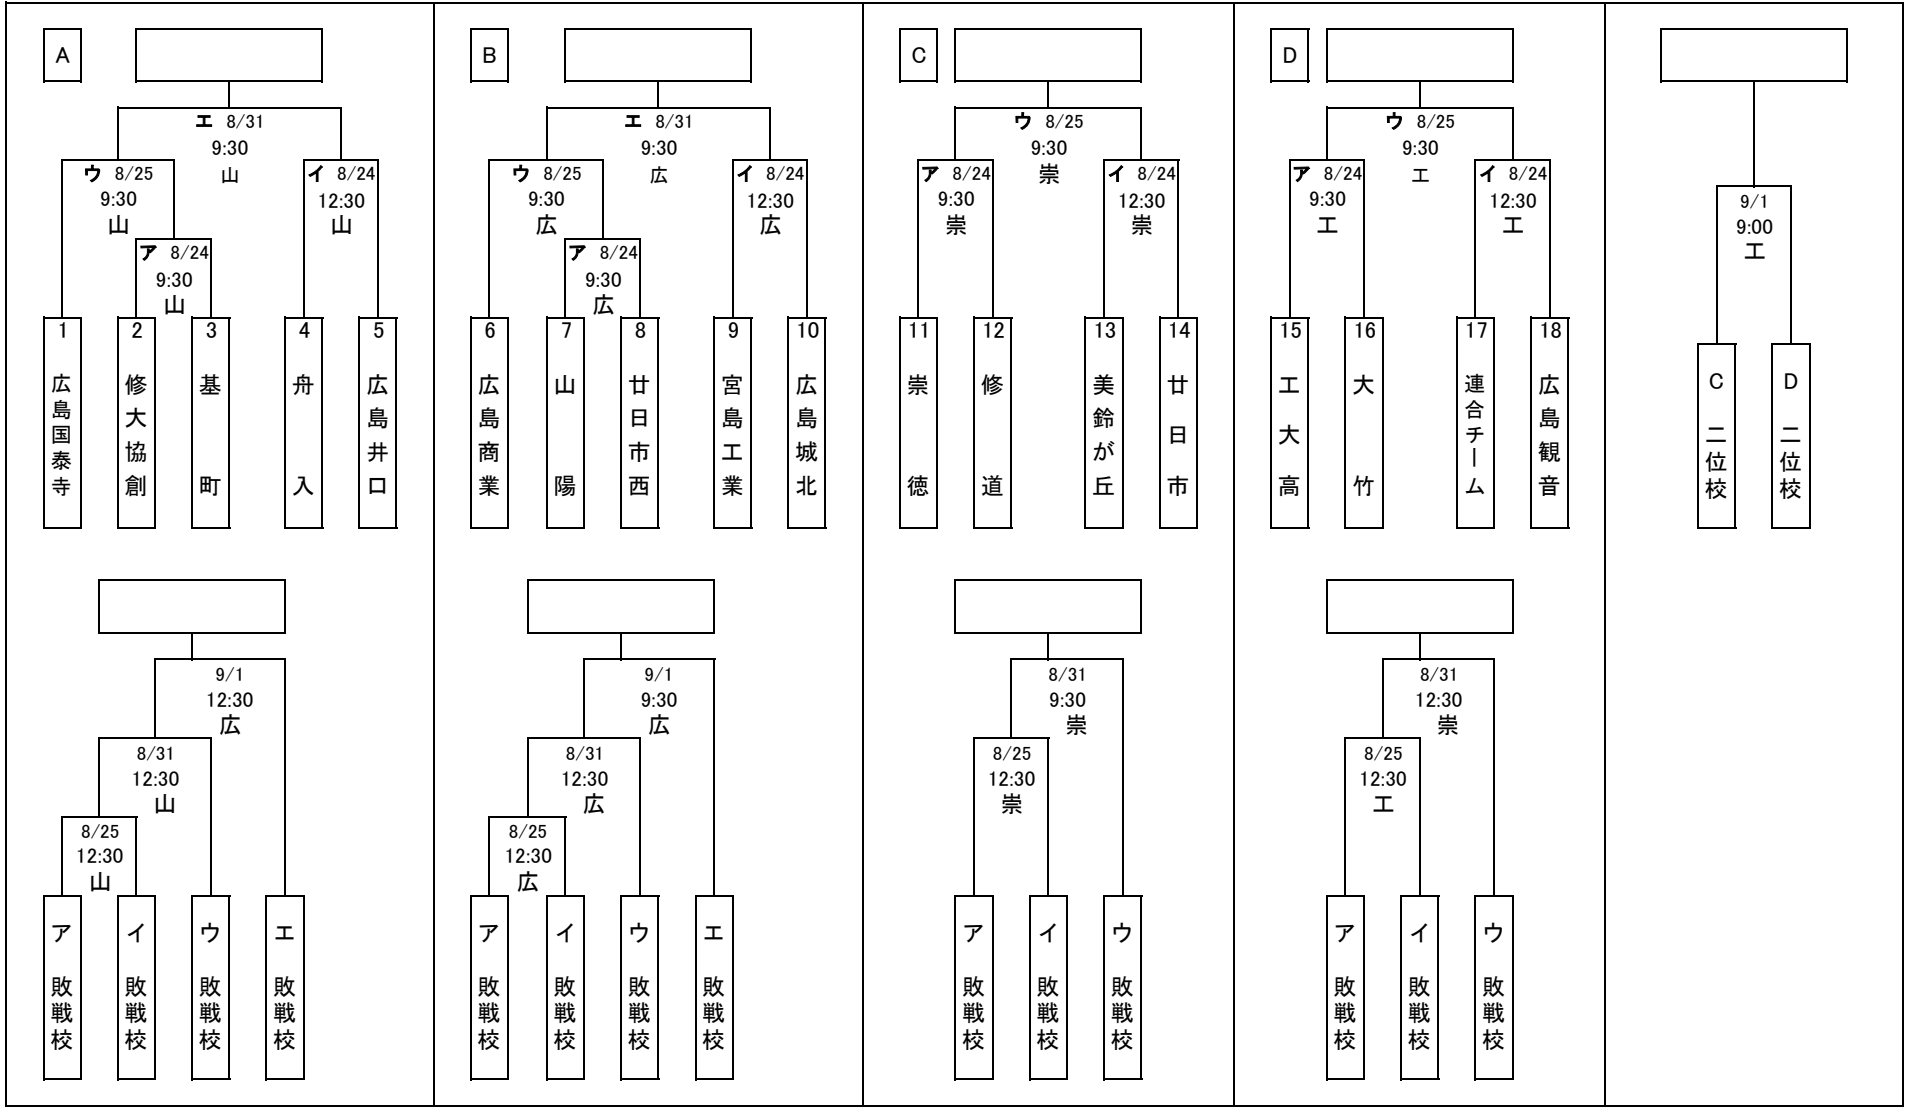 A
エ 8/31
9:30
山
ウ 8/25
9:30
山
イ 8/24
12:30
山
ア 8/24
9:30
山
1 広島国泰寺
2 修大協創
3 基町
4 舟入
5 広島井口
9/1
12:30
広
8/31
12:30
山
8/25
12:30
山
ア 敗戦校
イ 敗戦校
ウ 敗戦校
エ 敗戦校
B
エ 8/31
9:30
広
ウ 8/25
9:30
広
イ 8/24
12:30
広
ア 8/24
9:30
広
6 広島商業
7 山陽
8 廿日市西
9 宮島工業
10 広島城北
9/1
9:30
広
8/31
12:30
広
8/25
12:30
広
ア 敗戦校
イ 敗戦校
ウ 敗戦校
エ 敗戦校
C
ウ 8/25
9:30
崇
ア 8/24
9:30
崇
イ 8/24
12:30
崇
11 崇徳
12 修道
13 美鈴が丘
14 廿日市
8/31
9:30
崇
8/25
12:30
崇
ア 敗戦校
イ 敗戦校
ウ 敗戦校
D
ウ 8/25
9:30
工
ア 8/24
9:30
工
イ 8/24
12:30
工
15 工大高
16 大竹
17 連合チーム
18 広島観音
8/31
12:30
崇
8/25
12:30
工
ア 敗戦校
イ 敗戦校
ウ 敗戦校
9/1
9:00
工
C 二位校
D 二位校